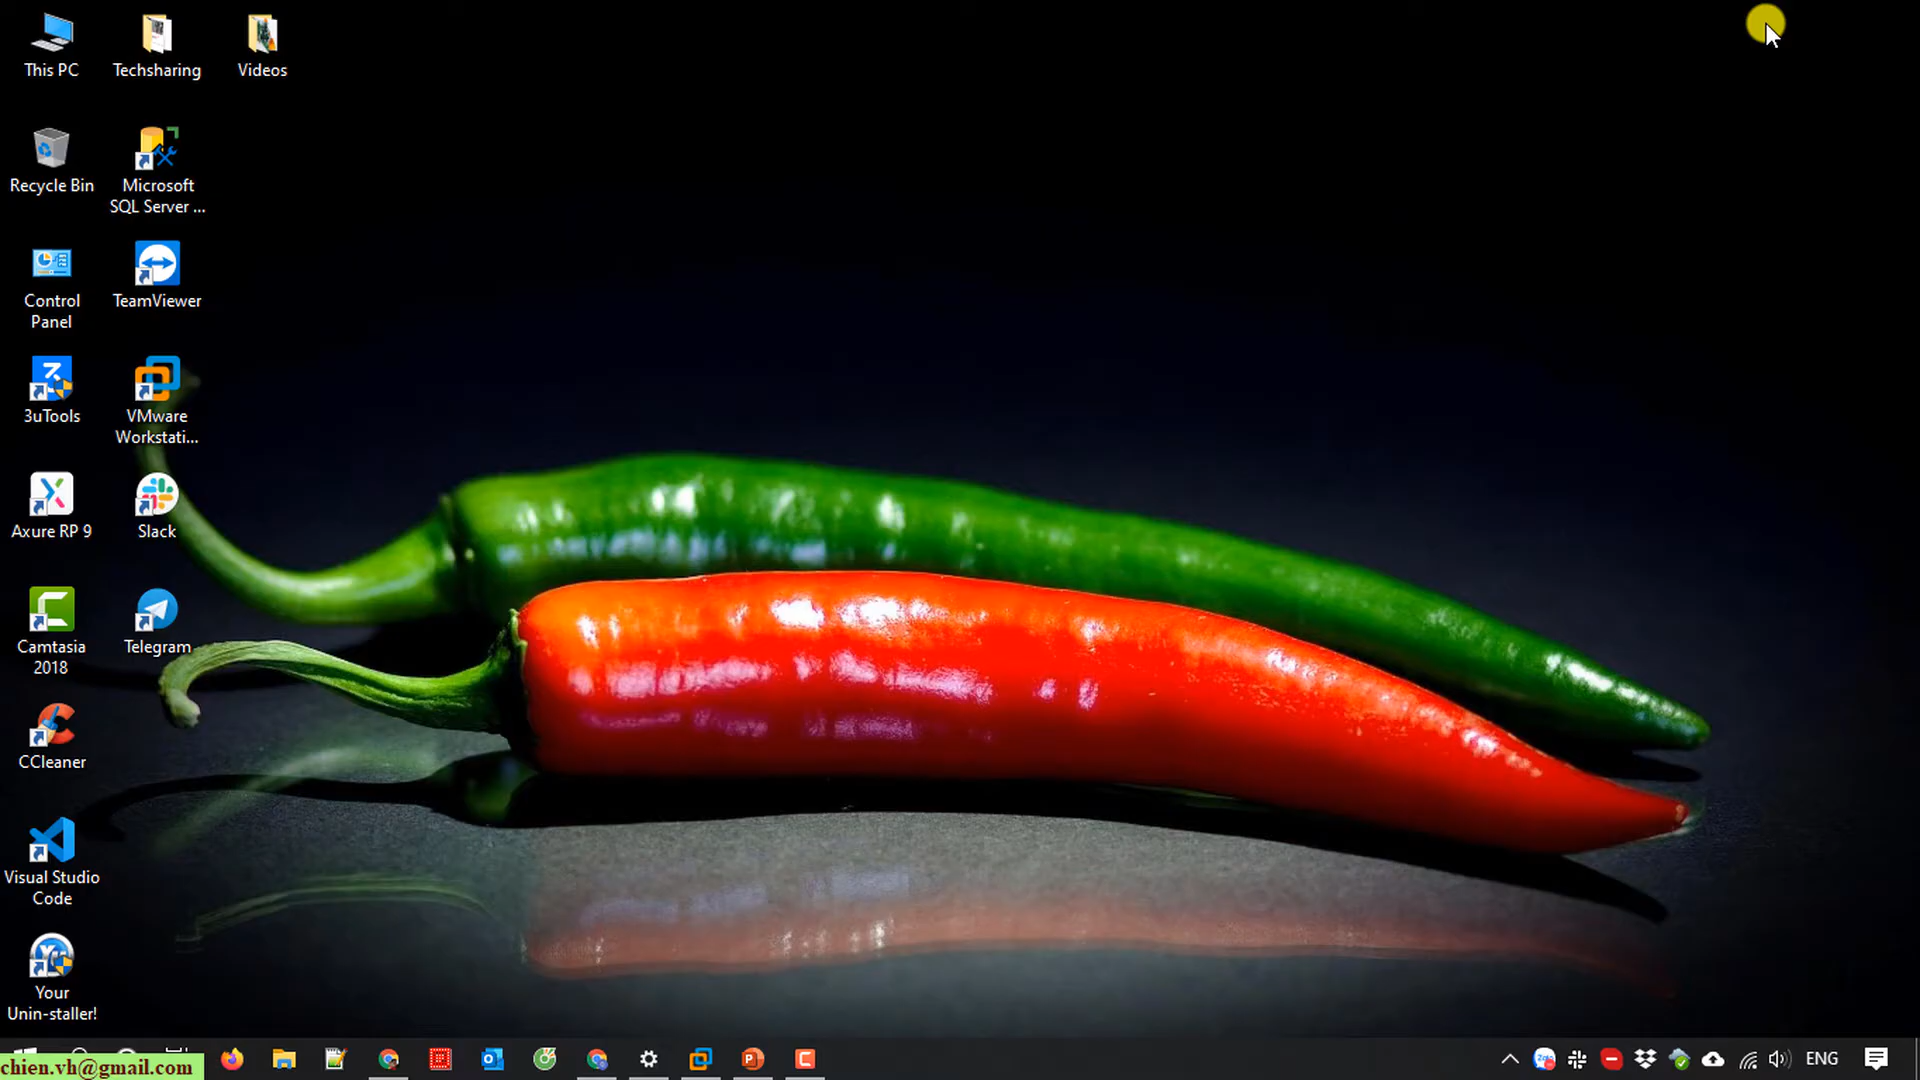 This PC
Techsharing
Videos
Recycle Bin
Microsoft
SQL Server ...
Control
Panel
TeamViewer
3uTools
VMware
Workstati...
Axure RP 9
Slack
Camtasia
2018
Telegram
CCleaner
Visual Studio
Code
Your
Unin-staller!
chien.vh@gmail.com
Zalo
ENG